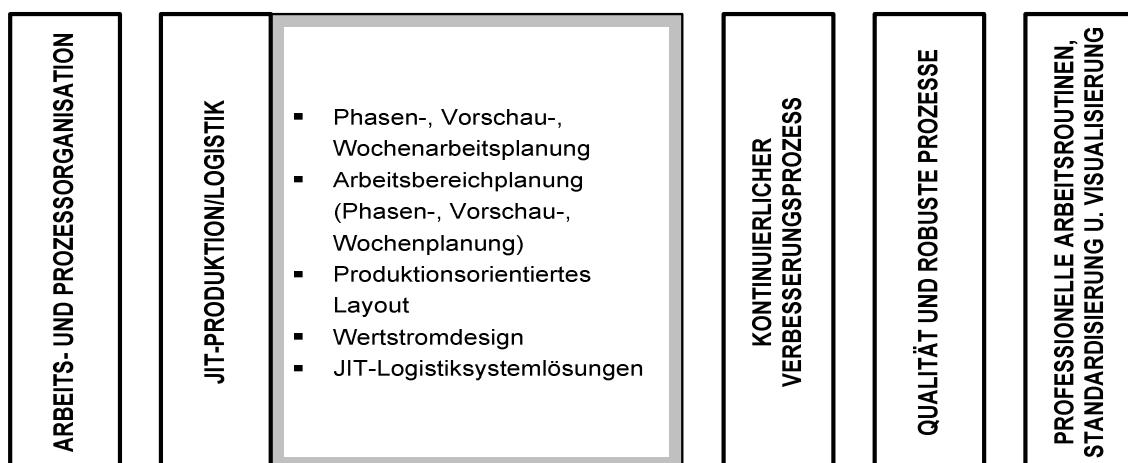 ARBEITS- UND PROZESSORGANISATION
JIT-PRODUKTION/LOGISTIK
▪ Phasen-, Vorschau-,
Wochenarbeitsplanung
▪ Arbeitsbereichplanung
(Phasen-, Vorschau-,
Wochenplanung)
▪ Produktionsorientiertes
Layout
▪ Wertstromdesign
▪ JIT-Logistiksystemlösungen
KONTINUIERLICHER
VERBESSERUNGSPROZESS
QUALITÄT UND ROBUSTE PROZESSE
PROFESSIONELLE ARBEITSROUTINEN,
STANDARDISIERUNG U. VISUALISIERUNG